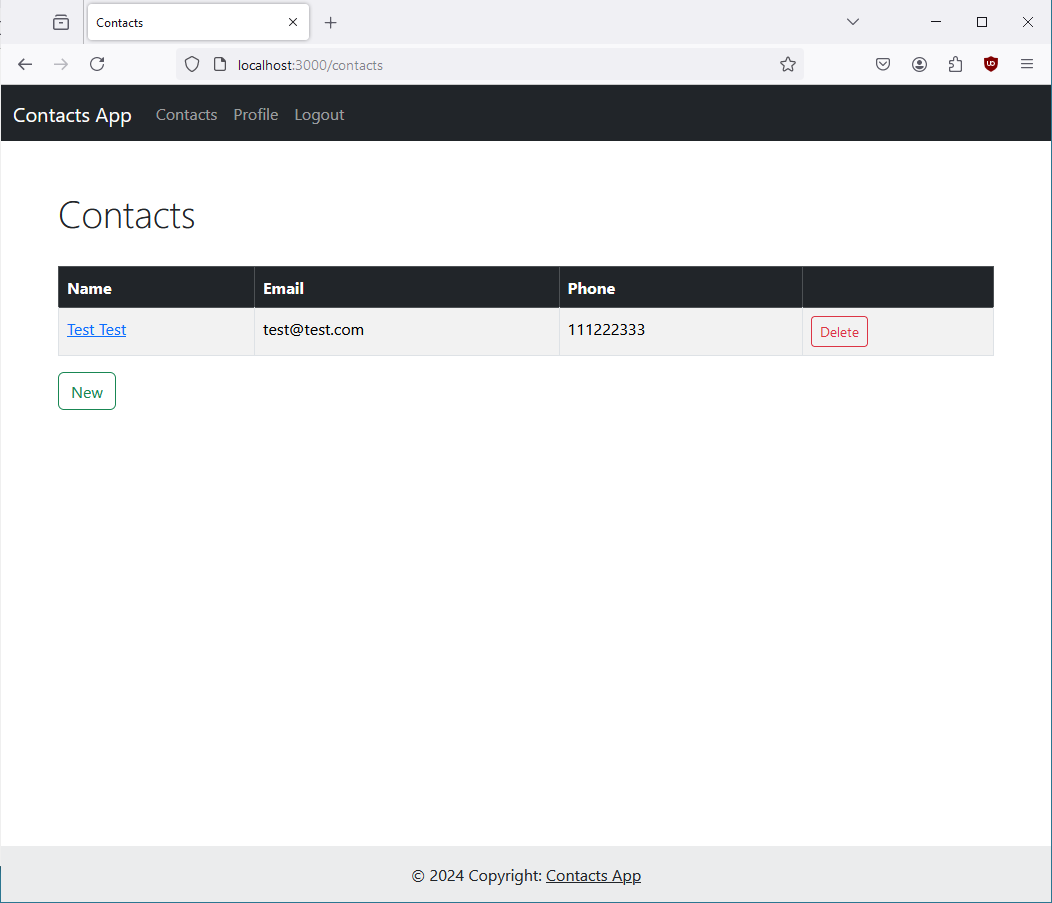 Contacts
localhost:3000/contacts
Contacts App Contacts Profile Logout
Contacts
Name Email Phone
Test Test test@test.com 111222333 Delete
New
© 2024 Copyright: Contacts App